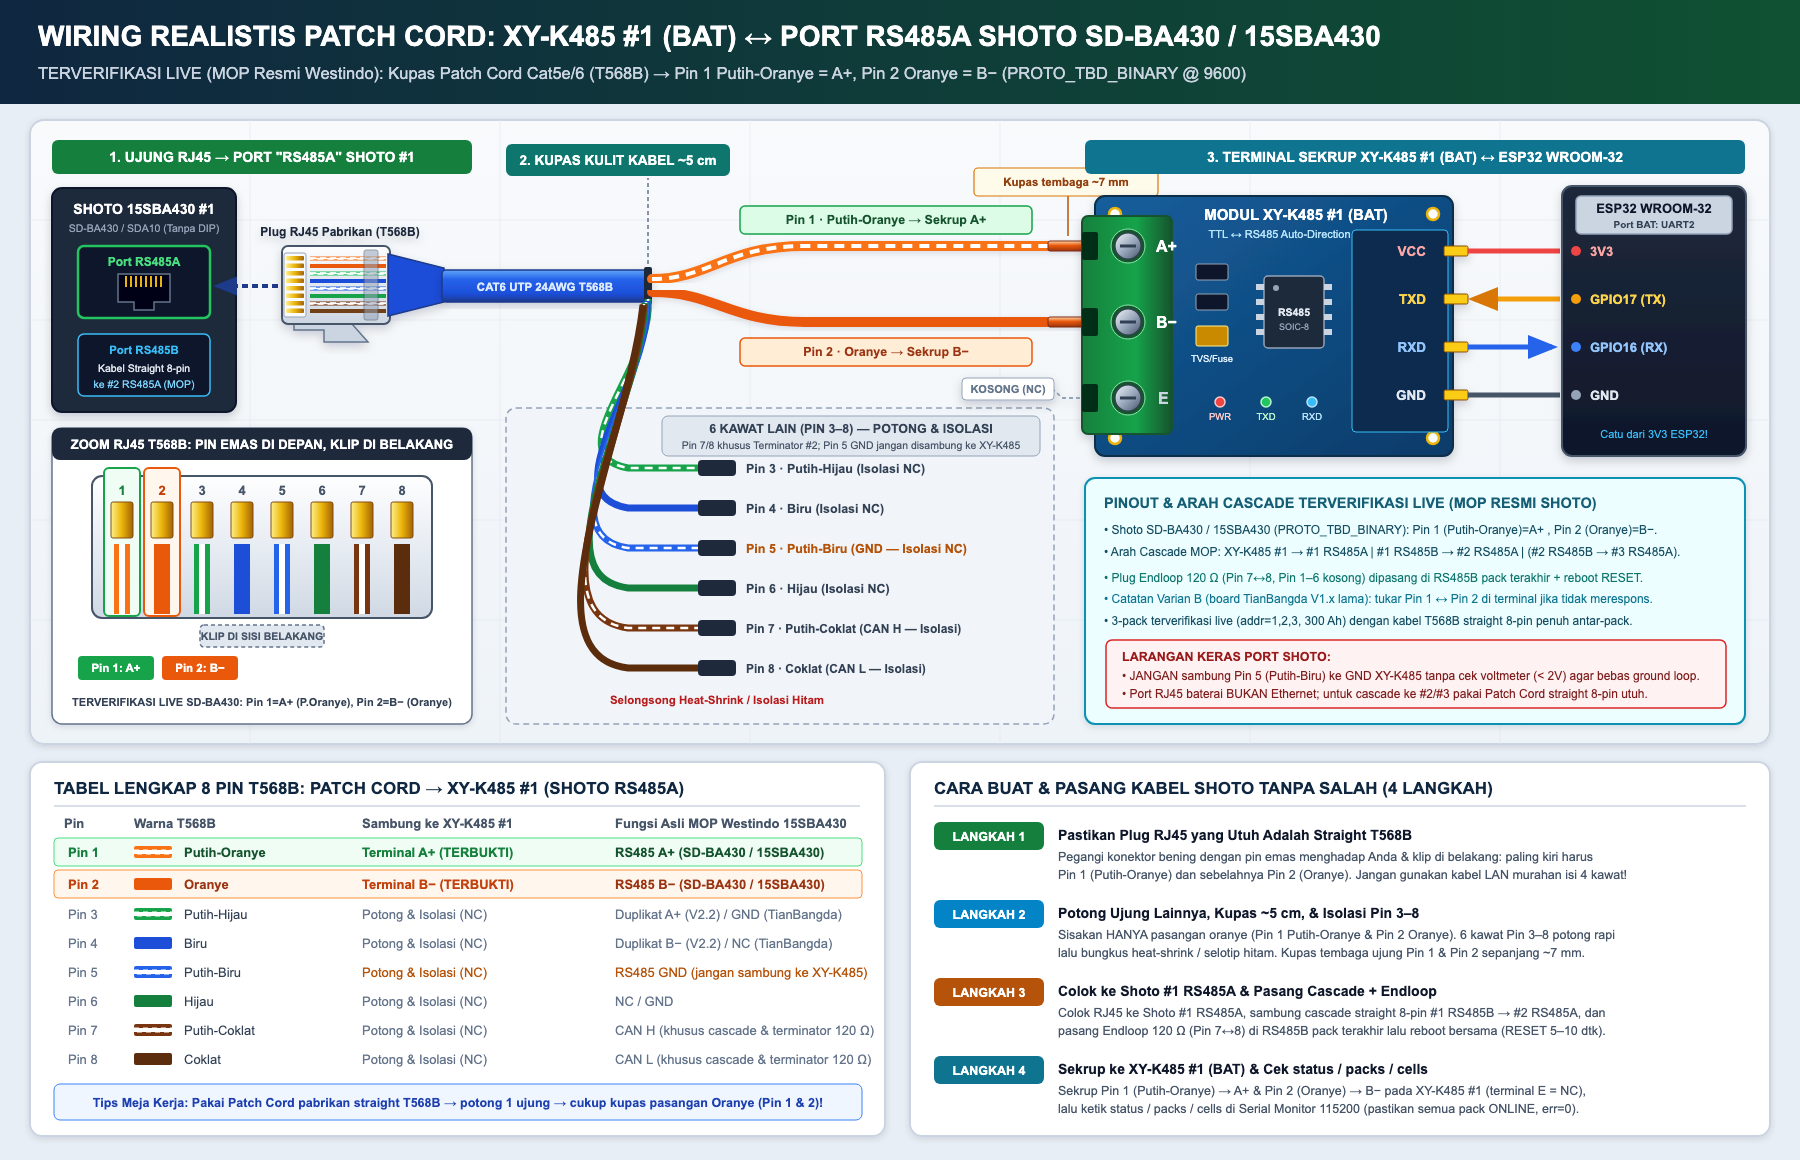 WIRING REALISTIS PATCH CORD: XY-K485 #1 (BAT) ↔ PORT RS485A SHOTO SD-BA430 / 15SBA430
TERVERIFIKASI LIVE (MOP Resmi Westindo): Kupas Patch Cord Cat5e/6 (T568B) → Pin 1 Putih-Oranye = A+, Pin 2 Oranye = B− (PROTO_TBD_BINARY @ 9600)
1. UJUNG RJ45 → PORT "RS485A" SHOTO #1
SHOTO 15SBA430 #1
SD-BA430 / SDA10 (Tanpa DIP)
Port RS485A
Port RS485B
Kabel Straight 8-pin
ke #2 RS485A (MOP)
Plug RJ45 Pabrikan (T568B)
CAT6 UTP 24AWG T568B
2. KUPAS KULIT KABEL ~5 cm
Kupas tembaga ~7 mm
Pin 1 · Putih-Oranye → Sekrup A+
Pin 2 · Oranye → Sekrup B−
KOSONG (NC)
3. TERMINAL SEKRUP XY-K485 #1 (BAT) ↔ ESP32 WROOM-32
MODUL XY-K485 #1 (BAT)
TTL ↔ RS485 Auto-Direction
A+
B−
E
RS485
SOIC-8
TVS/Fuse
PWR
TXD
RXD
VCC
TXD
RXD
GND
ESP32 WROOM-32
Port BAT: UART2
3V3
GPIO17 (TX)
GPIO16 (RX)
GND
Catu dari 3V3 ESP32!
ZOOM RJ45 T568B: PIN EMAS DI DEPAN, KLIP DI BELAKANG
1 2 3 4 5 6 7 8
KLIP DI SISI BELAKANG
Pin 1: A+
Pin 2: B−
TERVERIFIKASI LIVE SD-BA430: Pin 1=A+ (P.Oranye), Pin 2=B− (Oranye)
6 KAWAT LAIN (PIN 3–8) — POTONG & ISOLASI
Pin 7/8 khusus Terminator #2; Pin 5 GND jangan disambung ke XY-K485
Pin 3 · Putih-Hijau (Isolasi NC)
Pin 4 · Biru (Isolasi NC)
Pin 5 · Putih-Biru (GND — Isolasi NC)
Pin 6 · Hijau (Isolasi NC)
Pin 7 · Putih-Coklat (CAN H — Isolasi)
Pin 8 · Coklat (CAN L — Isolasi)
Selongsong Heat-Shrink / Isolasi Hitam
PINOUT & ARAH CASCADE TERVERIFIKASI LIVE (MOP RESMI SHOTO)
• Shoto SD-BA430 / 15SBA430 (PROTO_TBD_BINARY): Pin 1 (Putih-Oranye)=A+ , Pin 2 (Oranye)=B−.
• Arah Cascade MOP: XY-K485 #1 → #1 RS485A | #1 RS485B → #2 RS485A | (#2 RS485B → #3 RS485A).
• Plug Endloop 120 Ω (Pin 7↔8, Pin 1–6 kosong) dipasang di RS485B pack terakhir + reboot RESET.
• Catatan Varian B (board TianBangda V1.x lama): tukar Pin 1 ↔ Pin 2 di terminal jika tidak merespons.
• 3-pack terverifikasi live (addr=1,2,3, 300 Ah) dengan kabel T568B straight 8-pin penuh antar-pack.
LARANGAN KERAS PORT SHOTO:
• JANGAN sambung Pin 5 (Putih-Biru) ke GND XY-K485 tanpa cek voltmeter (< 2V) agar bebas ground loop.
• Port RJ45 baterai BUKAN Ethernet; untuk cascade ke #2/#3 pakai Patch Cord straight 8-pin utuh.
TABEL LENGKAP 8 PIN T568B: PATCH CORD → XY-K485 #1 (SHOTO RS485A)
Pin Warna T568B Sambung ke XY-K485 #1 Fungsi Asli MOP Westindo 15SBA430
Pin 1 Putih-Oranye Terminal A+ (TERBUKTI) RS485 A+ (SD-BA430 / 15SBA430)
Pin 2 Oranye Terminal B− (TERBUKTI) RS485 B− (SD-BA430 / 15SBA430)
Pin 3 Putih-Hijau Potong & Isolasi (NC) Duplikat A+ (V2.2) / GND (TianBangda)
Pin 4 Biru Potong & Isolasi (NC) Duplikat B− (V2.2) / NC (TianBangda)
Pin 5 Putih-Biru Potong & Isolasi (NC) RS485 GND (jangan sambung ke XY-K485)
Pin 6 Hijau Potong & Isolasi (NC) NC / GND
Pin 7 Putih-Coklat Potong & Isolasi (NC) CAN H (khusus cascade & terminator 120 Ω)
Pin 8 Coklat Potong & Isolasi (NC) CAN L (khusus cascade & terminator 120 Ω)
Tips Meja Kerja: Pakai Patch Cord pabrikan straight T568B → potong 1 ujung → cukup kupas pasangan Oranye (Pin 1 & 2)!
CARA BUAT & PASANG KABEL SHOTO TANPA SALAH (4 LANGKAH)
LANGKAH 1 Pastikan Plug RJ45 yang Utuh Adalah Straight T568B
Pegangi konektor bening dengan pin emas menghadap Anda & klip di belakang: paling kiri harus
Pin 1 (Putih-Oranye) dan sebelahnya Pin 2 (Oranye). Jangan gunakan kabel LAN murahan isi 4 kawat!
LANGKAH 2 Potong Ujung Lainnya, Kupas ~5 cm, & Isolasi Pin 3–8
Sisakan HANYA pasangan oranye (Pin 1 Putih-Oranye & Pin 2 Oranye). 6 kawat Pin 3–8 potong rapi
lalu bungkus heat-shrink / selotip hitam. Kupas tembaga ujung Pin 1 & Pin 2 sepanjang ~7 mm.
LANGKAH 3 Colok ke Shoto #1 RS485A & Pasang Cascade + Endloop
Colok RJ45 ke Shoto #1 RS485A, sambung cascade straight 8-pin #1 RS485B → #2 RS485A, dan
pasang Endloop 120 Ω (Pin 7↔8) di RS485B pack terakhir lalu reboot bersama (RESET 5–10 dtk).
LANGKAH 4 Sekrup ke XY-K485 #1 (BAT) & Cek status / packs / cells
Sekrup Pin 1 (Putih-Oranye) → A+ & Pin 2 (Oranye) → B− pada XY-K485 #1 (terminal E = NC),
lalu ketik status / packs / cells di Serial Monitor 115200 (pastikan semua pack ONLINE, err=0).